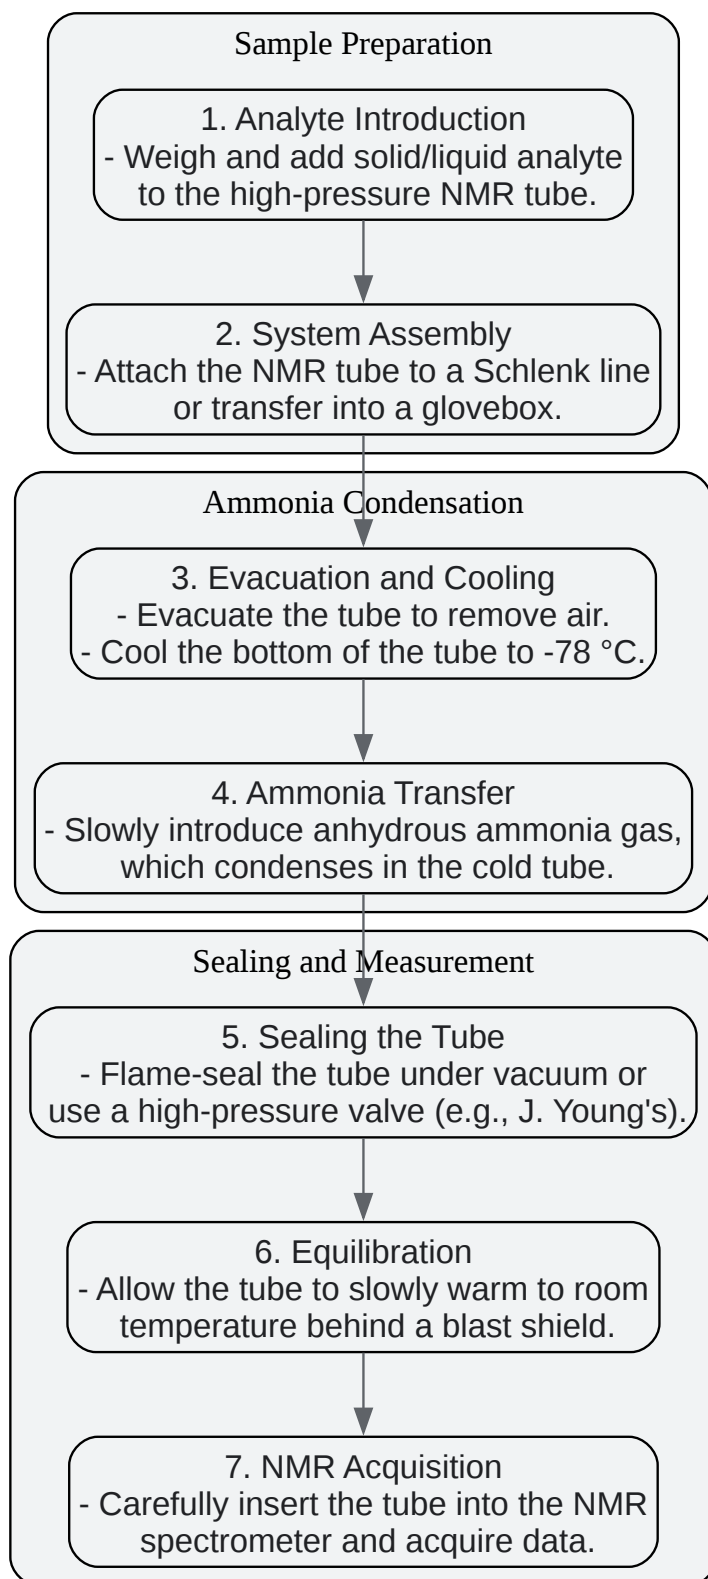 Sample Preparation
1. Analyte Introduction
- Weigh and add solid/liquid analyte
to the high-pressure NMR tube.
2. System Assembly
- Attach the NMR tube to a Schlenk line
or transfer into a glovebox.
Ammonia Condensation
3. Evacuation and Cooling
- Evacuate the tube to remove air.
- Cool the bottom of the tube to -78 °C.
4. Ammonia Transfer
- Slowly introduce anhydrous ammonia gas,
which condenses in the cold tube.
Sealing and Measurement
5. Sealing the Tube
- Flame-seal the tube under vacuum or
use a high-pressure valve (e.g., J. Young's).
6. Equilibration
- Allow the tube to slowly warm to room
temperature behind a blast shield.
7. NMR Acquisition
- Carefully insert the tube into the NMR
spectrometer and acquire data.